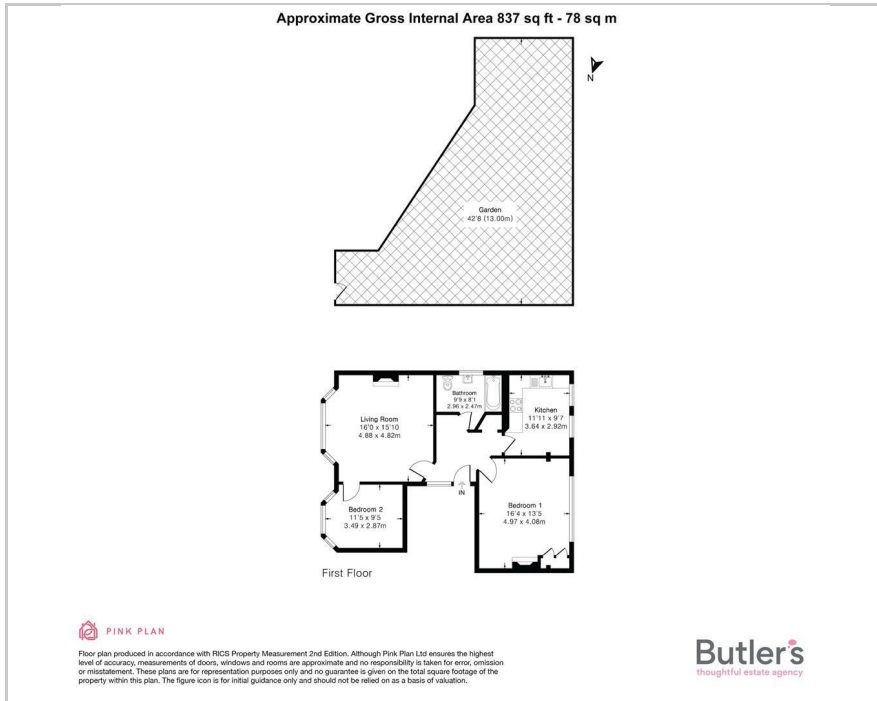 Approximate Gross Internal Area 837 sq ft - 78 sq m
N
Garden
42'8 (13.00m)
Bathroom
9'9 x 8'1
2.96 x 2.47m
Living Room
16'0 x 15'10
4.88 x 4.82m
Kitchen
11'11 x 9'7
3.64 x 2.92m
IN
Bedroom 1
16'4 x 13'5
4.97 x 4.08m
Bedroom 2
11'5 x 9'5
3.49 x 2.87m
First Floor
PINK PLAN
Floor plan produced in accordance with RICS Property Measurement 2nd Edition. Although Pink Plan Ltd ensures the highest
level of accuracy, measurements of doors, windows and rooms are approximate and no responsibility is taken for error, omission
or misstatement. These plans are for representation purposes only and no guarantee is given on the total square footage of the
property within this plan. The figure icon is for initial guidance only and should not be relied on as a basis of valuation.
Butler's
thoughtful estate agency